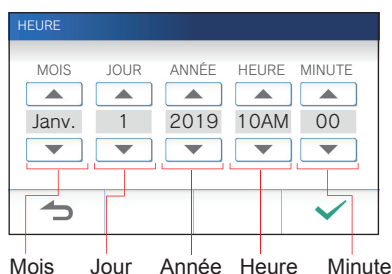 HEURE
MOIS JOUR ANNÉE HEURE MINUTE
Janv. 1 2019 10AM 00
Mois Jour Année Heure Minute